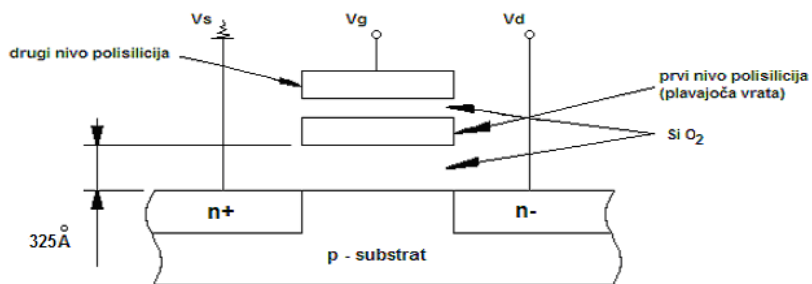 Vs
Vg
Vd
drugi nivo polisilicija
prvi nivo polisilicija
(plavajoča vrata)
Si O₂
n+
n-
325Å
p - substrat